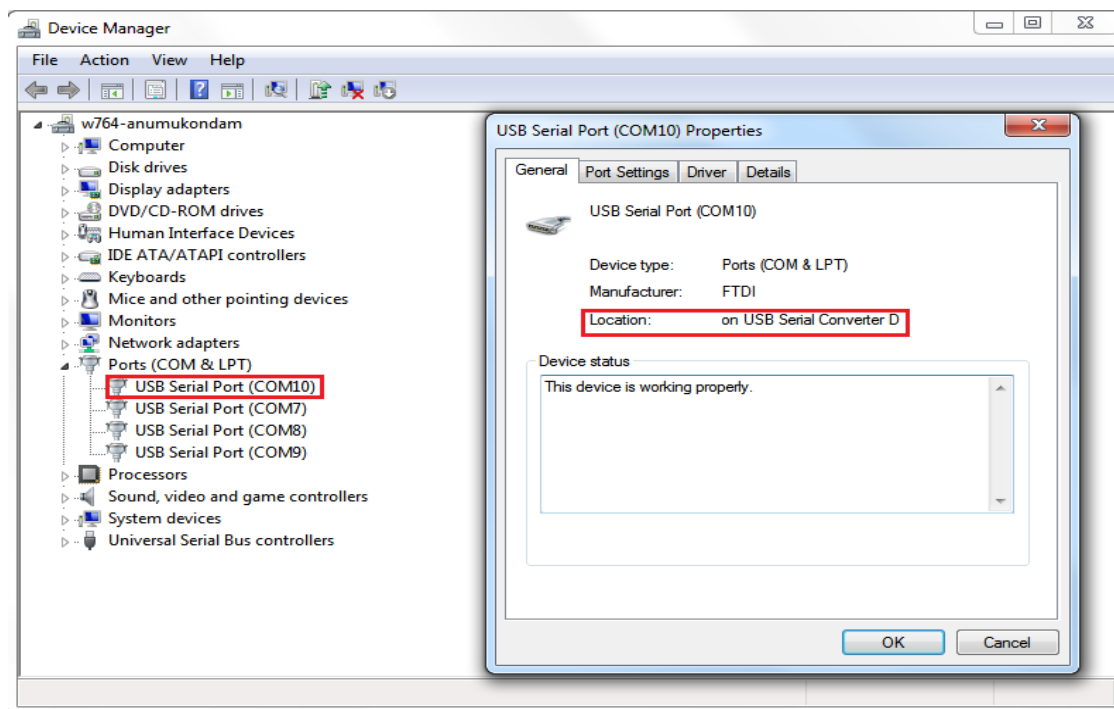 Device Manager
File Action View Help
w764-anumukondam
Computer
Disk drives
Display adapters
DVD/CD-ROM drives
Human Interface Devices
IDE ATA/ATAPI controllers
Keyboards
Mice and other pointing devices
Monitors
Network adapters
Ports (COM & LPT)
USB Serial Port (COM10)
USB Serial Port (COM7)
USB Serial Port (COM8)
USB Serial Port (COM9)
Processors
Sound, video and game controllers
System devices
Universal Serial Bus controllers
USB Serial Port (COM10) Properties
General Port Settings Driver Details
USB Serial Port (COM10)
Device type: Ports (COM & LPT)
Manufacturer: FTDI
Location: on USB Serial Converter D
Device status
This device is working properly.
OK Cancel